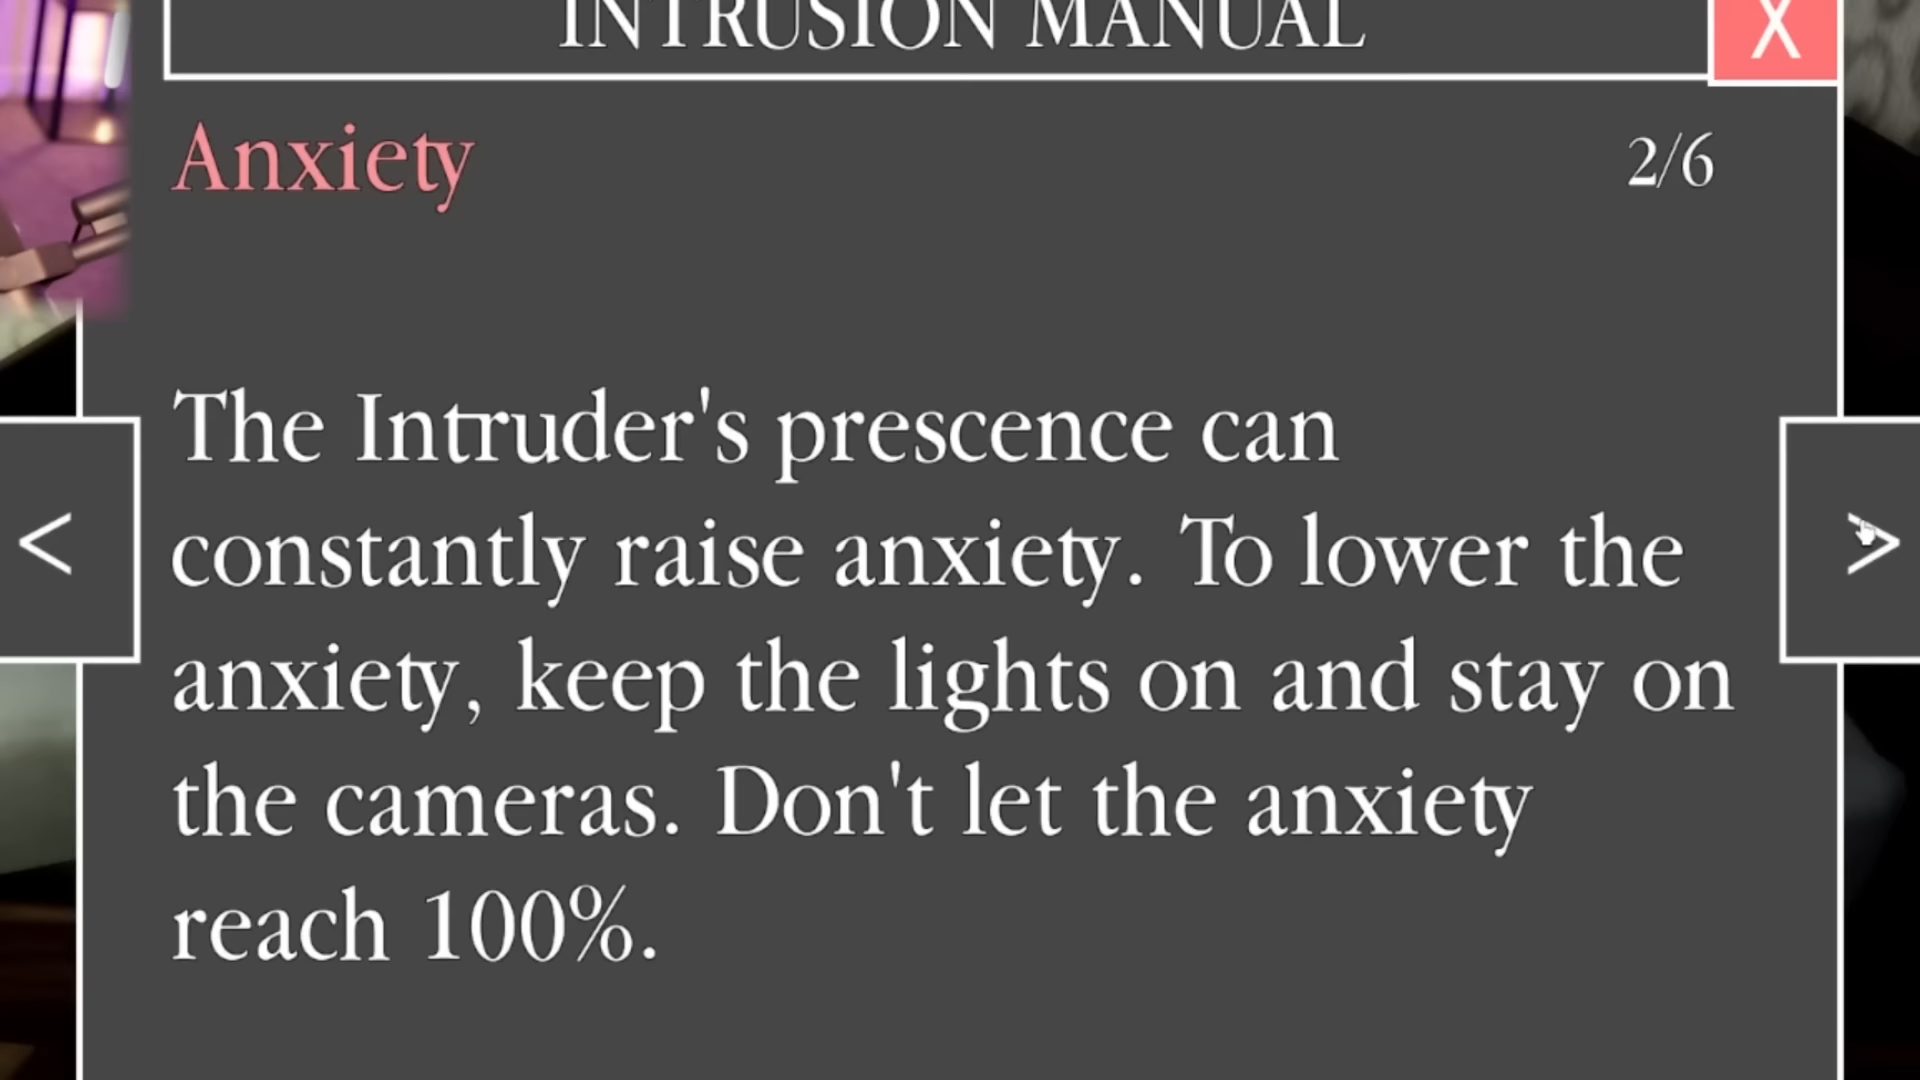 INTRUSION MANUAL
X
Anxiety
2/6
The Intruder's prescence can
constantly raise anxiety. To lower the
anxiety, keep the lights on and stay on
the cameras. Don't let the anxiety
reach 100%.
<
>